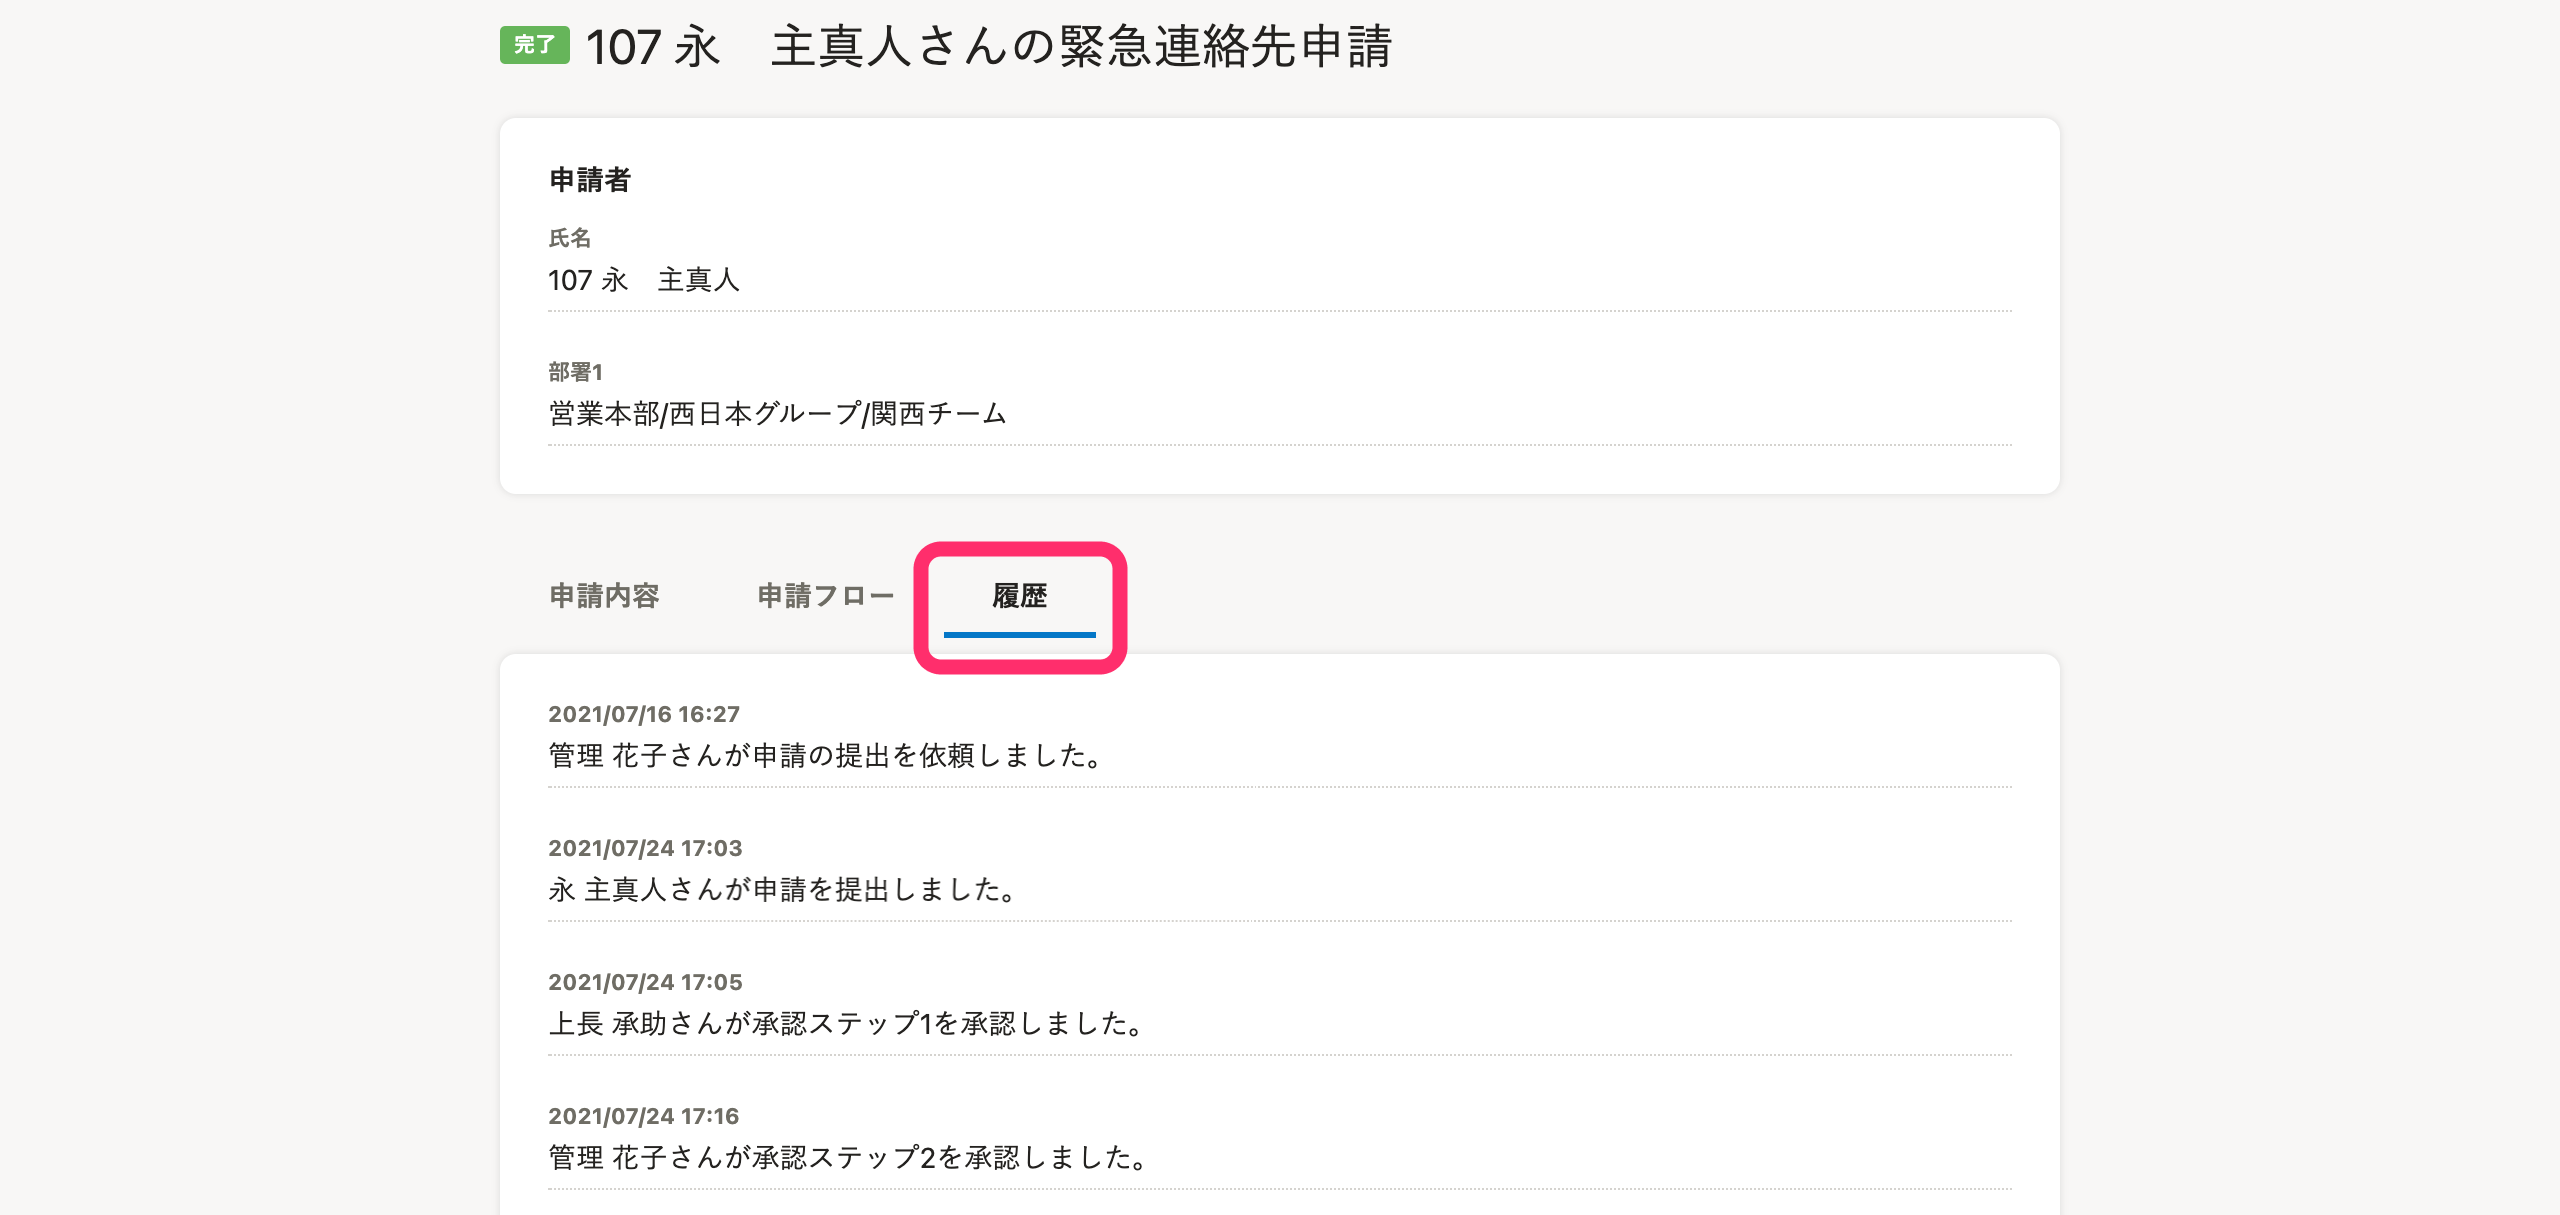 完了 107 永　主真人さんの緊急連絡先申請
申請者
氏名
107 永　主真人
部署1
営業本部/西日本グループ/関西チーム
申請内容 申請フロー 履歴
2021/07/16 16:27
管理 花子さんが申請の提出を依頼しました。
2021/07/24 17:03
永 主真人さんが申請を提出しました。
2021/07/24 17:05
上長 承助さんが承認ステップ1を承認しました。
2021/07/24 17:16
管理 花子さんが承認ステップ2を承認しました。